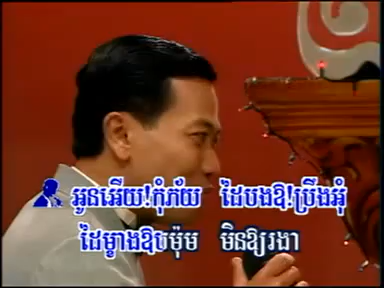 អូនអើយ!កុំភ័យ ដៃបងឱ!ប្រឹងអុំ
ដៃម្ខាងឱបម៉ុម មិនឱ្យរងា